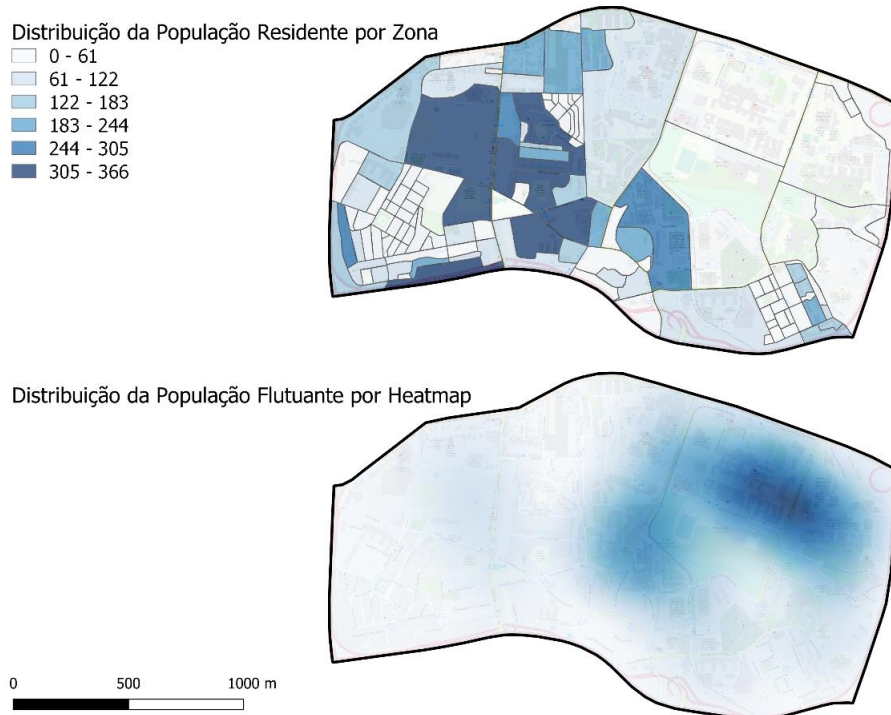 Distribuição da População Residente por Zona
0 - 61
61 - 122
122 - 183
183 - 244
244 - 305
305 - 366
Distribuição da População Flutuante por Heatmap
0 500 1000 m